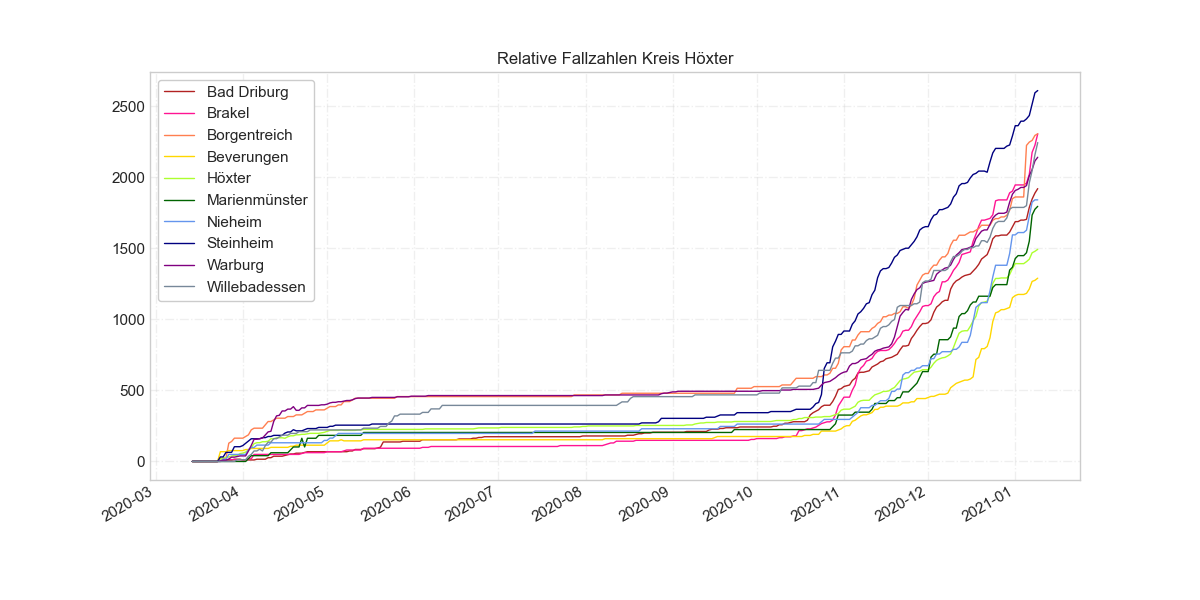 Relative Fallzahlen Kreis Höxter
Bad Driburg
Brakel
Borgentreich
Beverungen
Höxter
Marienmünster
Nieheim
Steinheim
Warburg
Willebadessen
2500
2000
1500
1000
500
0
2020-03
2020-04
2020-05
2020-06
2020-07
2020-08
2020-09
2020-10
2020-11
2020-12
2021-01